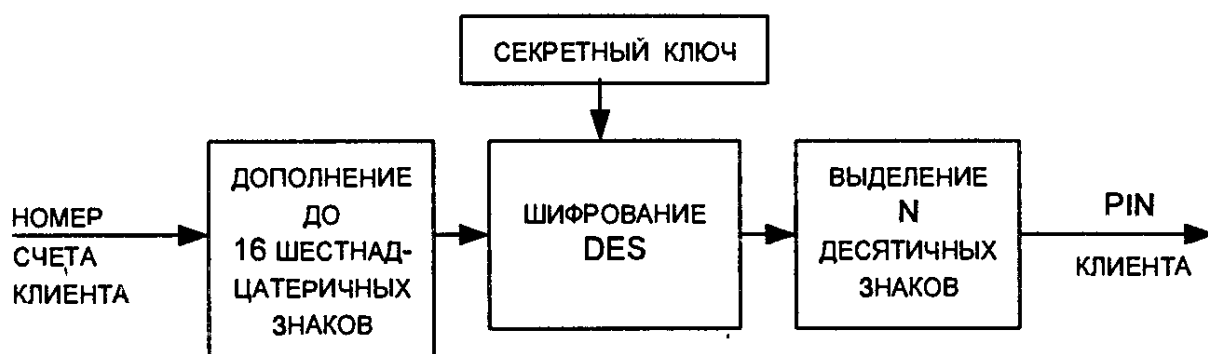 СЕКРЕТНЫЙ КЛЮЧ
НОМЕР
СЧЕТА
КЛИЕНТА
ДОПОЛНЕНИЕ
ДО
16 ШЕСТНАД-
ЦАТЕРИЧНЫХ
ЗНАКОВ
ШИФРОВАНИЕ
DES
ВЫДЕЛЕНИЕ
N
ДЕСЯТИЧНЫХ
ЗНАКОВ
PIN
КЛИЕНТА